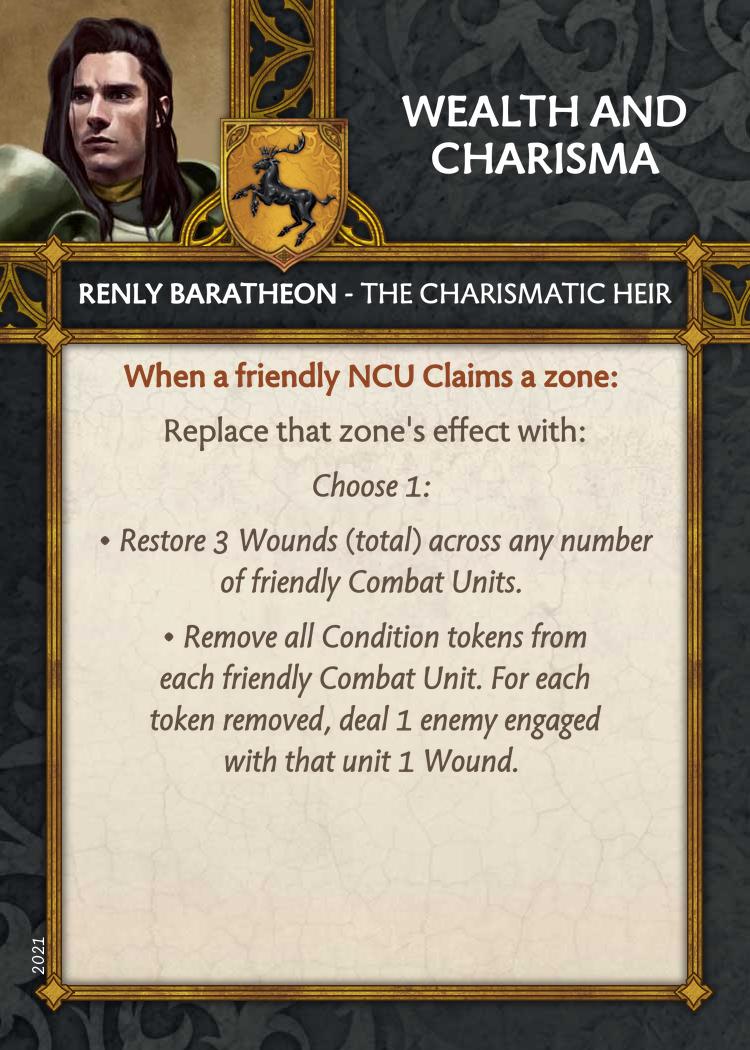 WEALTH AND
CHARISMA
RENLY BARATHEON - THE CHARISMATIC HEIR
When a friendly NCU Claims a zone:
Replace that zone's effect with:
Choose 1:
• Restore 3 Wounds (total) across any number
of friendly Combat Units.
• Remove all Condition tokens from
each friendly Combat Unit. For each
token removed, deal 1 enemy engaged
with that unit 1 Wound.
2021